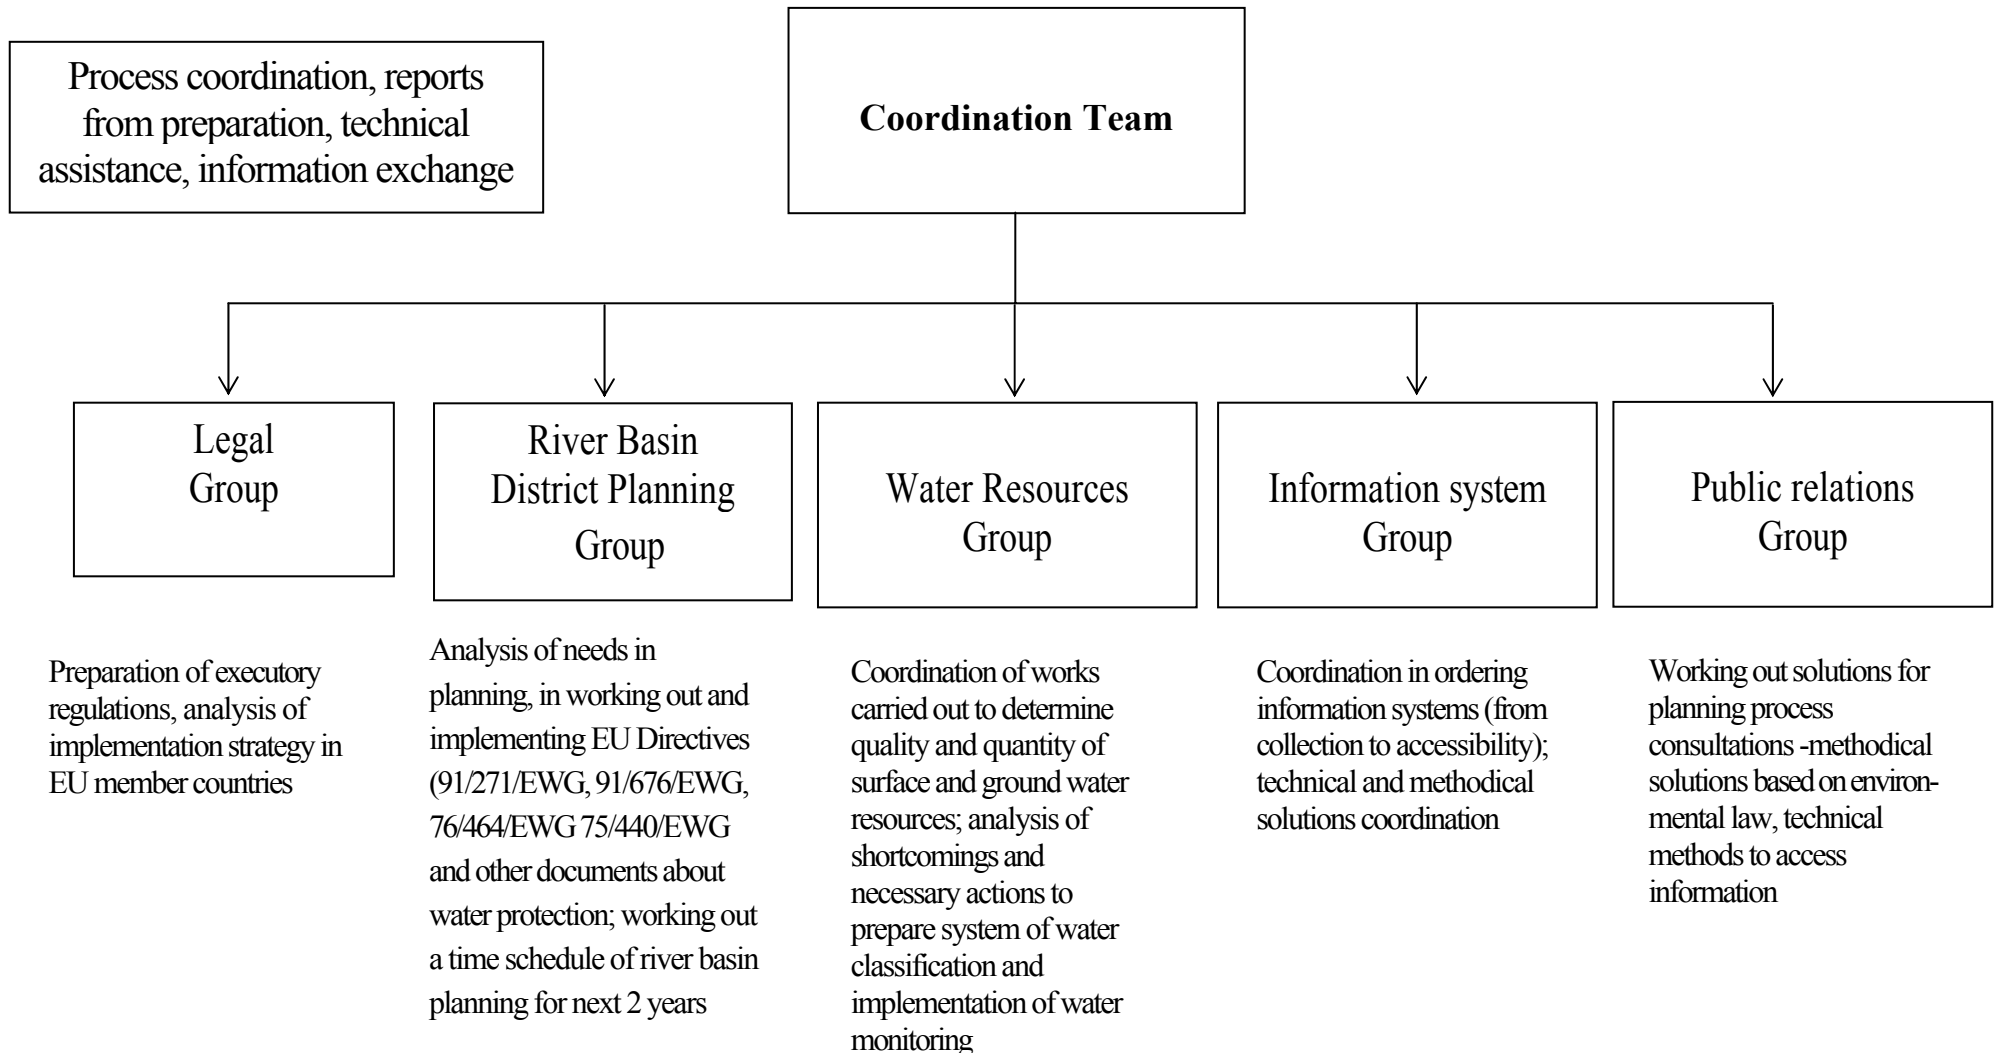 Process coordination, reports
from preparation, technical
assistance, information exchange
Coordination Team
Legal
Group
River Basin
District Planning
Group
Water Resources
Group
Information system
Group
Public relations
Group
Preparation of executory
regulations, analysis of
implementation strategy in
EU member countries
Analysis of needs in
planning, in working out and
implementing EU Directives
(91/271/EWG, 91/676/EWG,
76/464/EWG 75/440/EWG
and other documents about
water protection; working out
a time schedule of river basin
planning for next 2 years
Coordination of works
carried out to determine
quality and quantity of
surface and ground water
resources; analysis of
shortcomings and
necessary actions to
prepare system of water
classification and
implementation of water
monitoring
Coordination in ordering
information systems (from
collection to accessibility);
technical and methodical
solutions coordination
Working out solutions for
planning process
consultations -methodical
solutions based on environ-
mental law, technical
methods to access
information